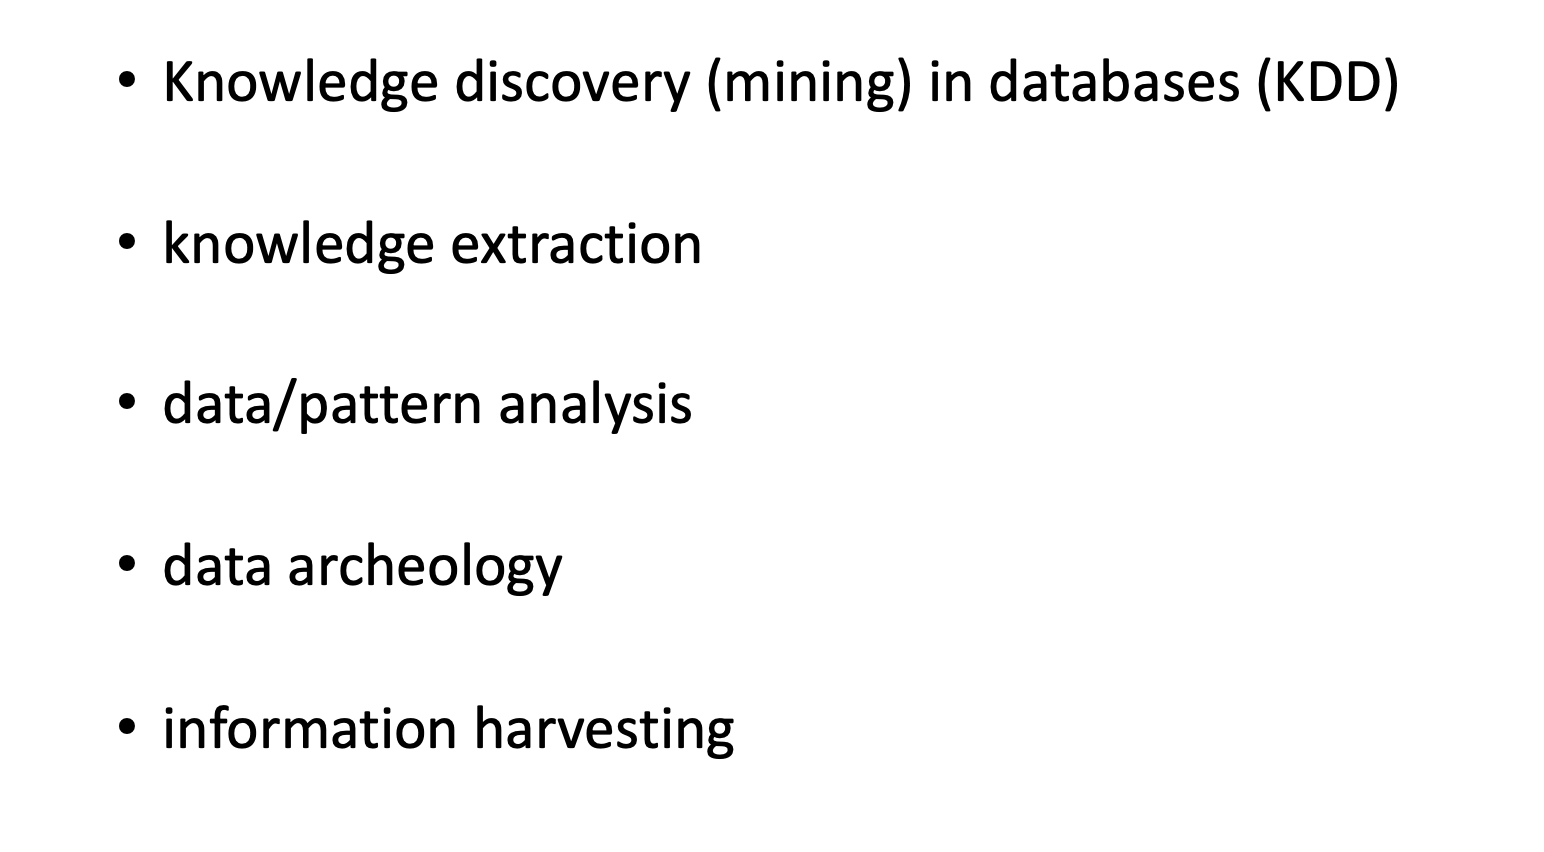 • Knowledge discovery (mining) in databases (KDD)
• knowledge extraction
• data/pattern analysis
• data archeology
• information harvesting